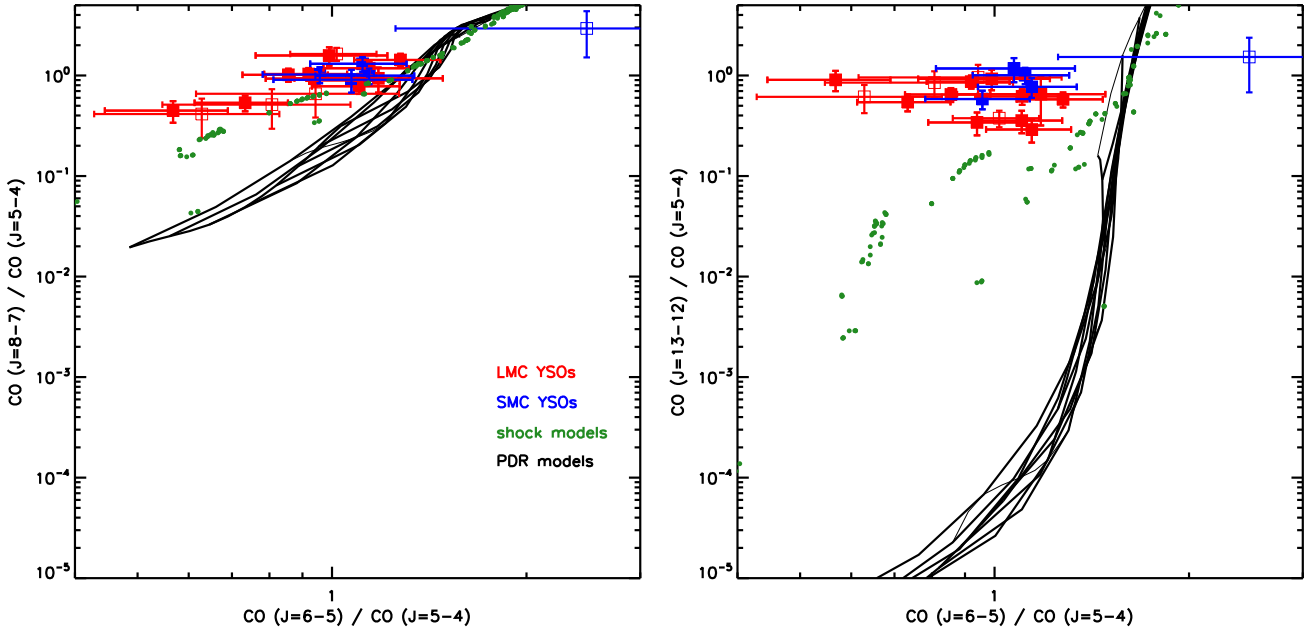 CO (J=8-7) / CO (J=5-4)
10^0
10^-1
10^-2
10^-3
10^-4
10^-5
LMC YSOs
SMC YSOs
shock models
PDR models
1
CO (J=6-5) / CO (J=5-4)
CO (J=13-12) / CO (J=5-4)
10^0
10^-1
10^-2
10^-3
10^-4
10^-5
1
CO (J=6-5) / CO (J=5-4)